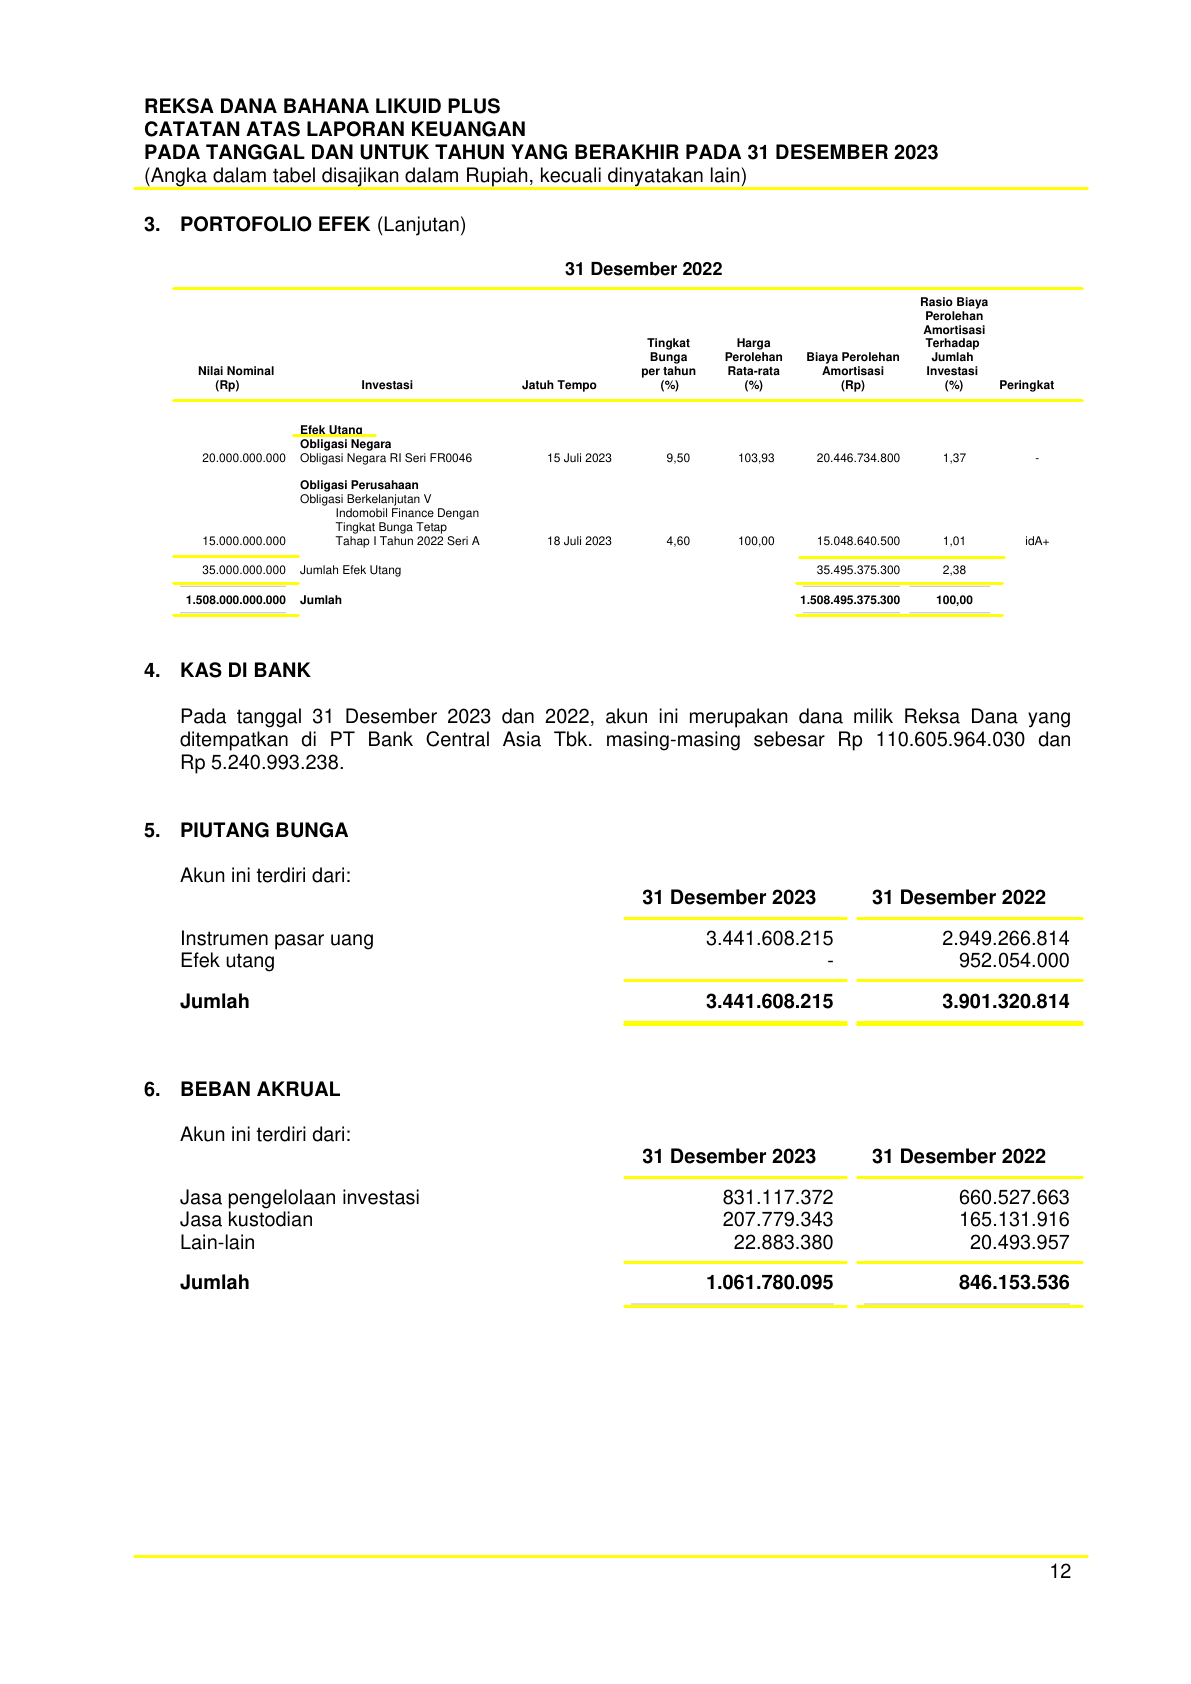 REKSA DANA BAHANA LIKUID PLUS
CATATAN ATAS LAPORAN KEUANGAN
PADA TANGGAL DAN UNTUK TAHUN YANG BERAKHIR PADA 31 DESEMBER 2023
(Angka dalam tabel disajikan dalam Rupiah, kecuali dinyatakan lain)
3. PORTOFOLIO EFEK (Lanjutan)
31 Desember 2022
Nilai Nominal (Rp) Investasi Jatuh Tempo Tingkat Bunga per tahun (%) Harga Perolehan Rata-rata (%) Biaya Perolehan Amortisasi (Rp) Rasio Biaya Perolehan Amortisasi Terhadap Jumlah Investasi (%) Peringkat
Efek Utang
Obligasi Negara
20.000.000.000 Obligasi Negara RI Seri FR0046 15 Juli 2023 9,50 103,93 20.446.734.800 1,37 -
Obligasi Perusahaan
Obligasi Berkelanjutan V
Indomobil Finance Dengan
Tingkat Bunga Tetap
15.000.000.000 Tahap I Tahun 2022 Seri A 18 Juli 2023 4,60 100,00 15.048.640.500 1,01 idA+
35.000.000.000 Jumlah Efek Utang 35.495.375.300 2,38
1.508.000.000.000 Jumlah 1.508.495.375.300 100,00
4. KAS DI BANK
Pada tanggal 31 Desember 2023 dan 2022, akun ini merupakan dana milik Reksa Dana yang
ditempatkan di PT Bank Central Asia Tbk. masing-masing sebesar Rp 110.605.964.030 dan
Rp 5.240.993.238.
5. PIUTANG BUNGA
Akun ini terdiri dari:
31 Desember 2023 31 Desember 2022
Instrumen pasar uang 3.441.608.215 2.949.266.814
Efek utang - 952.054.000
Jumlah 3.441.608.215 3.901.320.814
6. BEBAN AKRUAL
Akun ini terdiri dari:
31 Desember 2023 31 Desember 2022
Jasa pengelolaan investasi 831.117.372 660.527.663
Jasa kustodian 207.779.343 165.131.916
Lain-lain 22.883.380 20.493.957
Jumlah 1.061.780.095 846.153.536
12